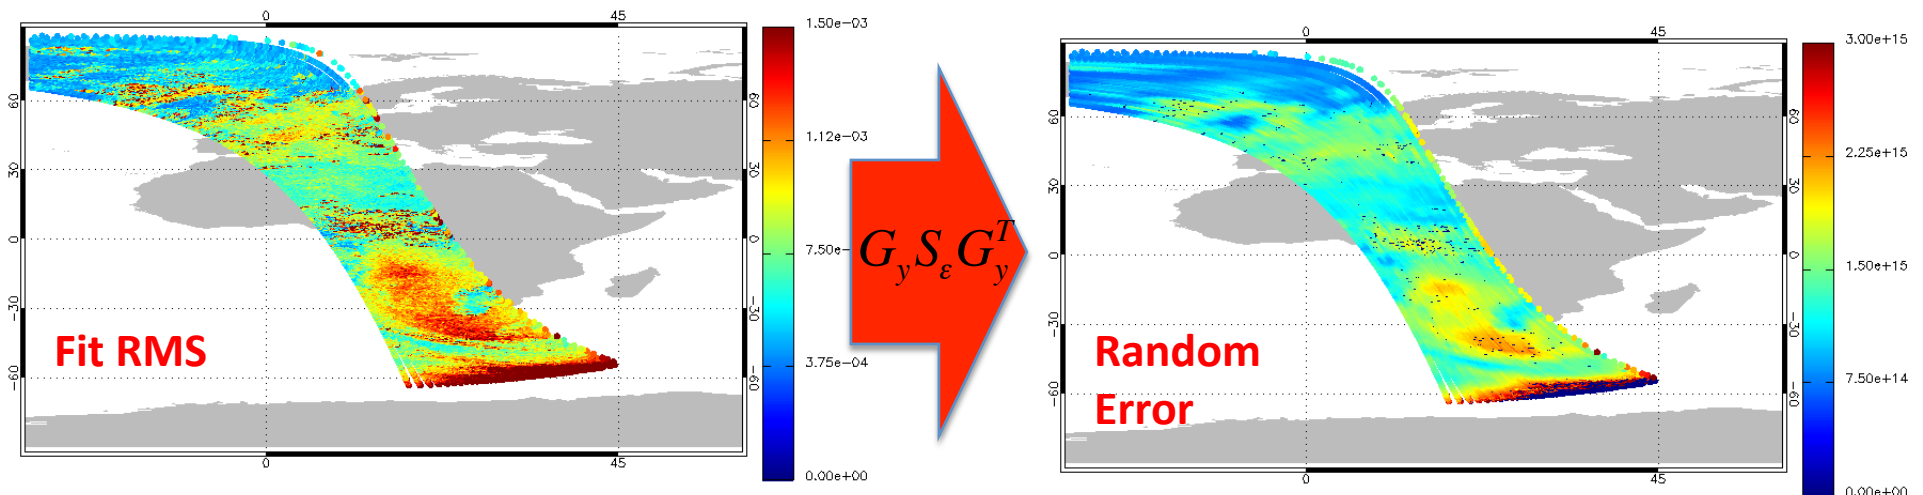 0 45
1.50e-03
60 60
1.12e-03
30 30
0 0
7.50e-
-30 -30
Fit RMS
3.75e-04
-60 -60
0.00e+00
0 45
G_y S_ε G_y^T
0 45
3.00e+15
60 60
2.25e+15
30 30
0 0
1.50e+15
-30 -30
Random
Error
7.50e+14
-60 -60
0.00e+00
0 45